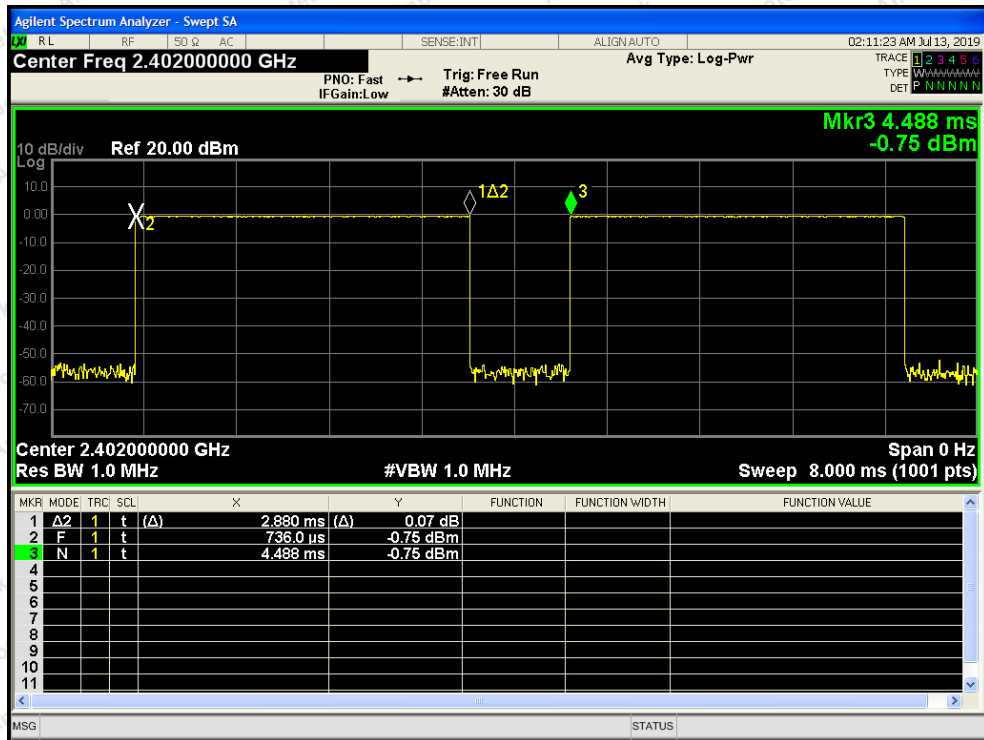 Agilent Spectrum Analyzer - Swept SA
LXI RL RF 50 Ω AC SENSE:INT ALIGN AUTO 02:11:23 AM Jul 13, 2019
Center Freq 2.402000000 GHz
PNO: Fast
IFGain:Low
Trig: Free Run
#Atten: 30 dB
Avg Type: Log-Pwr
TRACE 1 2 3 4 5 6
TYPE WWWWWW
DET P N N N N N
Mkr3 4.488 ms
-0.75 dBm
10 dB/div Ref 20.00 dBm
Log
10.0
0.00
-10.0
-20.0
-30.0
-40.0
-50.0
-60.0
-70.0
X2
1Δ2
3
Center 2.402000000 GHz Span 0 Hz
Res BW 1.0 MHz #VBW 1.0 MHz Sweep 8.000 ms (1001 pts)
MKR MODE TRC SCL X Y FUNCTION FUNCTION WIDTH FUNCTION VALUE
1 Δ2 1 t (Δ) 2.880 ms (Δ) 0.07 dB
2 F 1 t 736.0 µs -0.75 dBm
3 N 1 t 4.488 ms -0.75 dBm
4
5
6
7
8
9
10
11
MSG STATUS